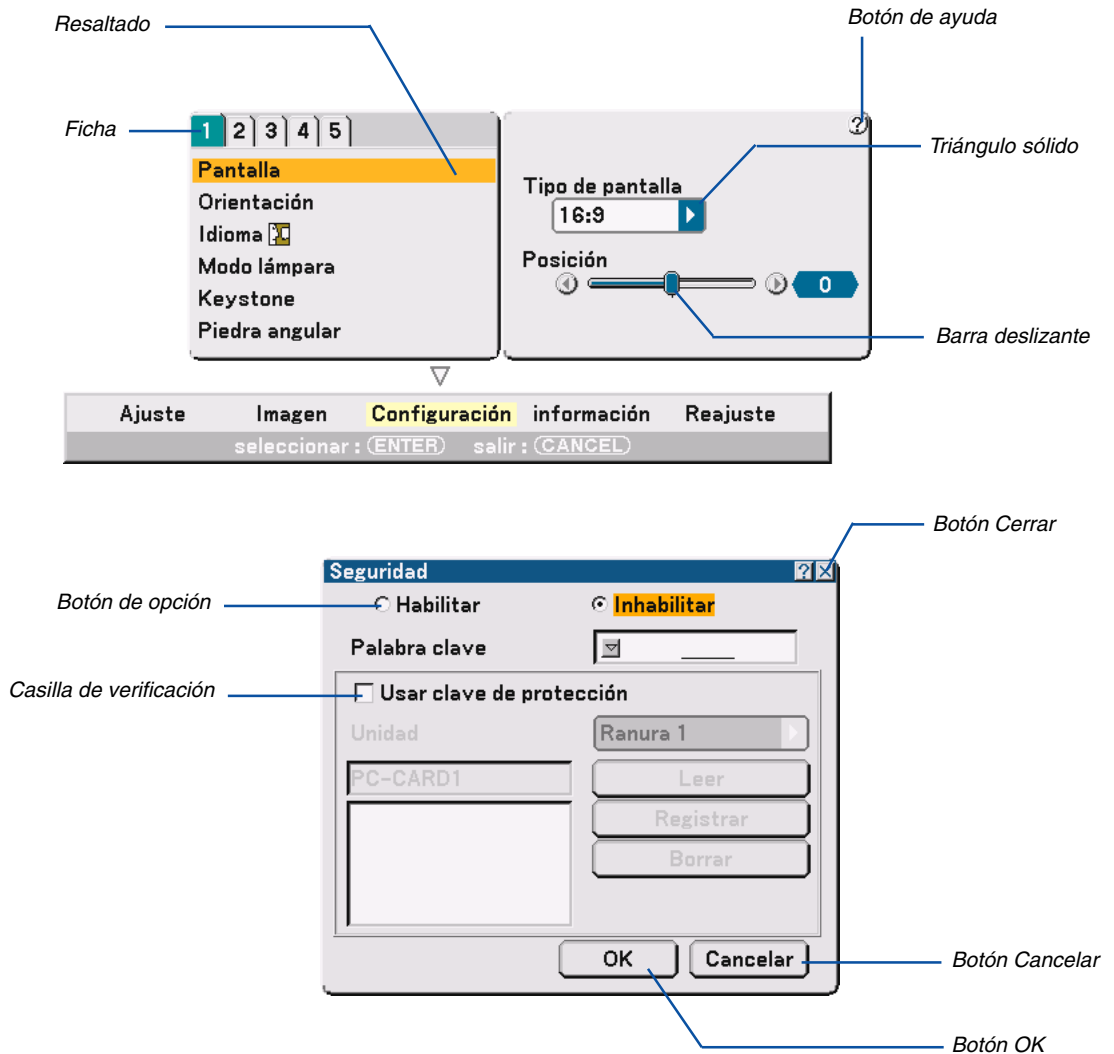 Resaltado
Botón de ayuda
Ficha
1 2 3 4 5
?
Triángulo sólido
Pantalla
Orientación
Idioma
Modo lámpara
Keystone
Piedra angular
Tipo de pantalla
16:9
Posición
0
Barra deslizante
Ajuste Imagen Configuración información Reajuste
seleccionar : ENTER salir : CANCEL
Botón Cerrar
Seguridad ? X
Botón de opción
Habilitar Inhabilitar
Palabra clave
Casilla de verificación
Usar clave de protección
Unidad Ranura 1
PC-CARD1 Leer
Registrar
Borrar
OK Cancelar
Botón Cancelar
Botón OK